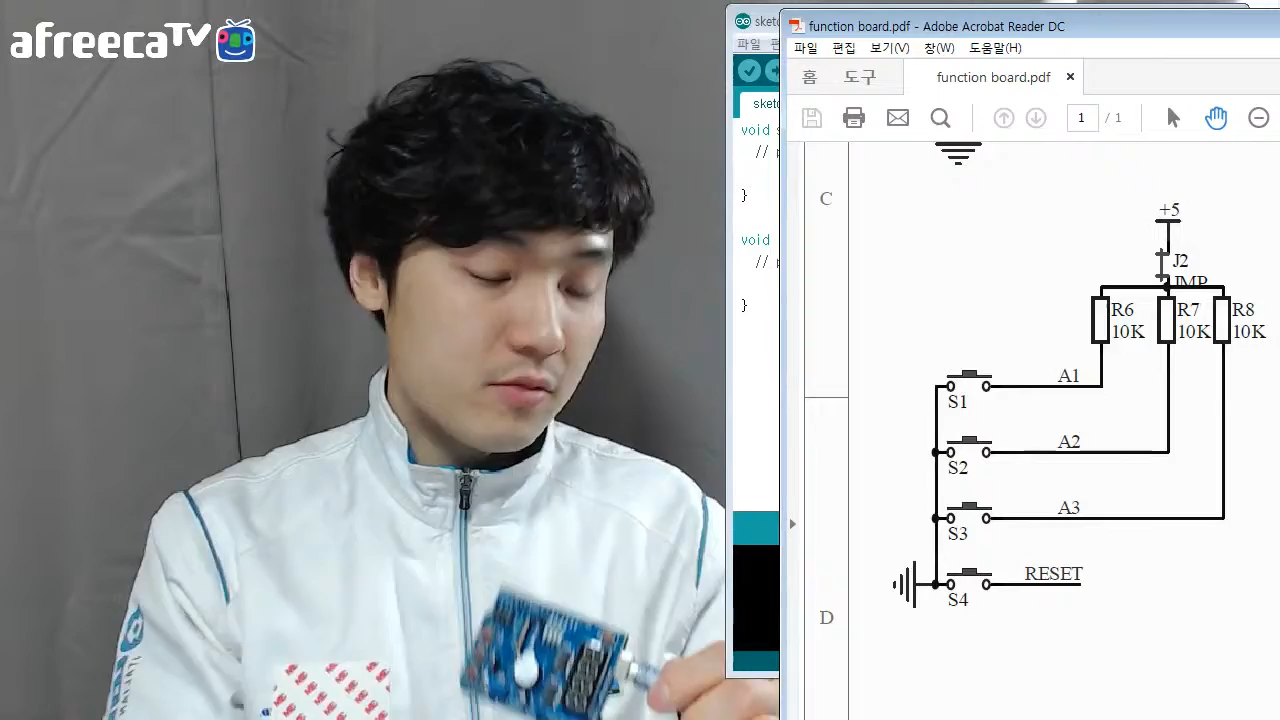 afreecaTV
sketc
파일 편
sketc
void s
//
}
void
//
}
function board.pdf - Adobe Acrobat Reader DC
파일 편집 보기(V) 창(W) 도움말(H)
홈 도구 function board.pdf ×
1 / 1
C
+5
J2
JMP
R6 R7 R8
10K 10K 10K
A1
S1
A2
S2
A3
S3
RESET
S4
D